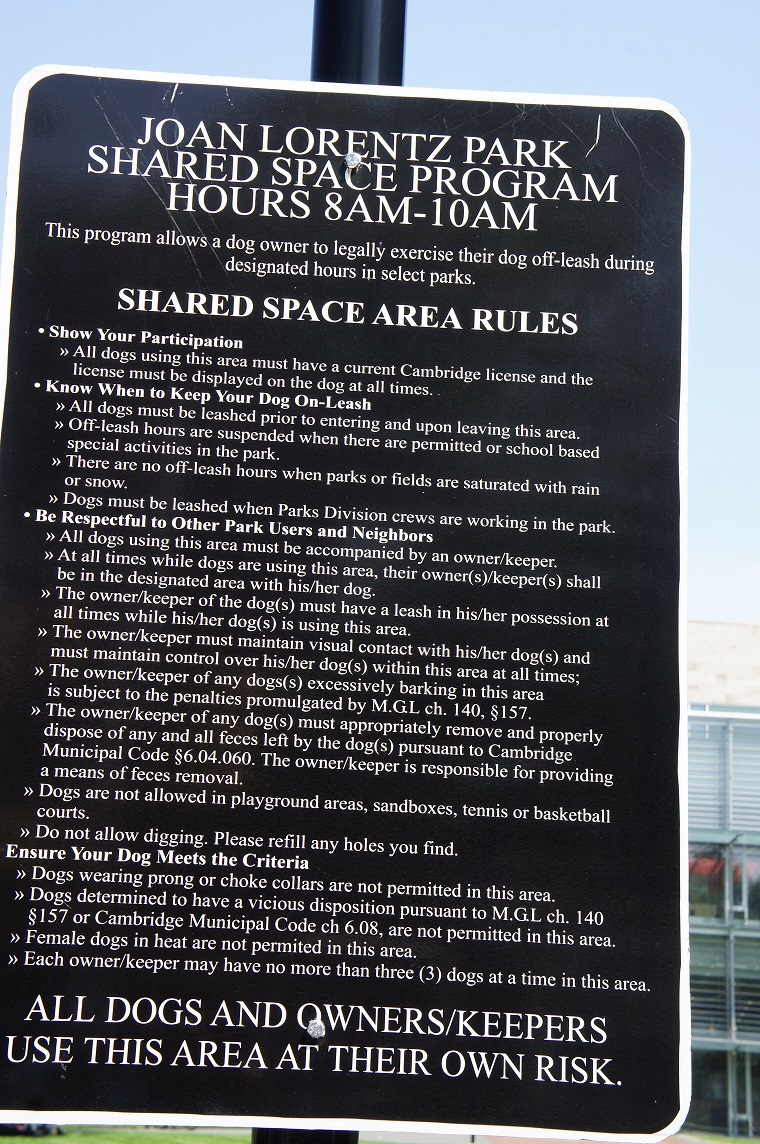 JOAN LORENTZ PARK
SHARED SPACE PROGRAM
HOURS 8AM-10AM
This program allows a dog owner to legally exercise their dog off-leash during
designated hours in select parks.
SHARED SPACE AREA RULES
• Show Your Participation
» All dogs using this area must have a current Cambridge license and the
license must be displayed on the dog at all times.
• Know When to Keep Your Dog On-Leash
» All dogs must be leashed prior to entering and upon leaving this area.
» Off-leash hours are suspended when there are permitted or school based
special activities in the park.
» There are no off-leash hours when parks or fields are saturated with rain
or snow.
» Dogs must be leashed when Parks Division crews are working in the park.
• Be Respectful to Other Park Users and Neighbors
» All dogs using this area must be accompanied by an owner/keeper.
» At all times while dogs are using this area, their owner(s)/keeper(s) shall
be in the designated area with his/her dog.
» The owner/keeper of the dog(s) must have a leash in his/her possession at
all times while his/her dog(s) is using this area.
» The owner/keeper must maintain visual contact with his/her dog(s) and
must maintain control over his/her dog(s) within this area at all times;
» The owner/keeper of any dogs(s) excessively barking in this area
is subject to the penalties promulgated by M.G.L ch. 140, §157.
» The owner/keeper of any dog(s) must appropriately remove and properly
dispose of any and all feces left by the dog(s) pursuant to Cambridge
Municipal Code §6.04.060. The owner/keeper is responsible for providing
a means of feces removal.
» Dogs are not allowed in playground areas, sandboxes, tennis or basketball
courts.
» Do not allow digging. Please refill any holes you find.
Ensure Your Dog Meets the Criteria
» Dogs wearing prong or choke collars are not permitted in this area.
» Dogs determined to have a vicious disposition pursuant to M.G.L ch. 140
§157 or Cambridge Municipal Code ch 6.08, are not permitted in this area.
» Female dogs in heat are not permited in this area.
» Each owner/keeper may have no more than three (3) dogs at a time in this area.
ALL DOGS AND OWNERS/KEEPERS
USE THIS AREA AT THEIR OWN RISK.